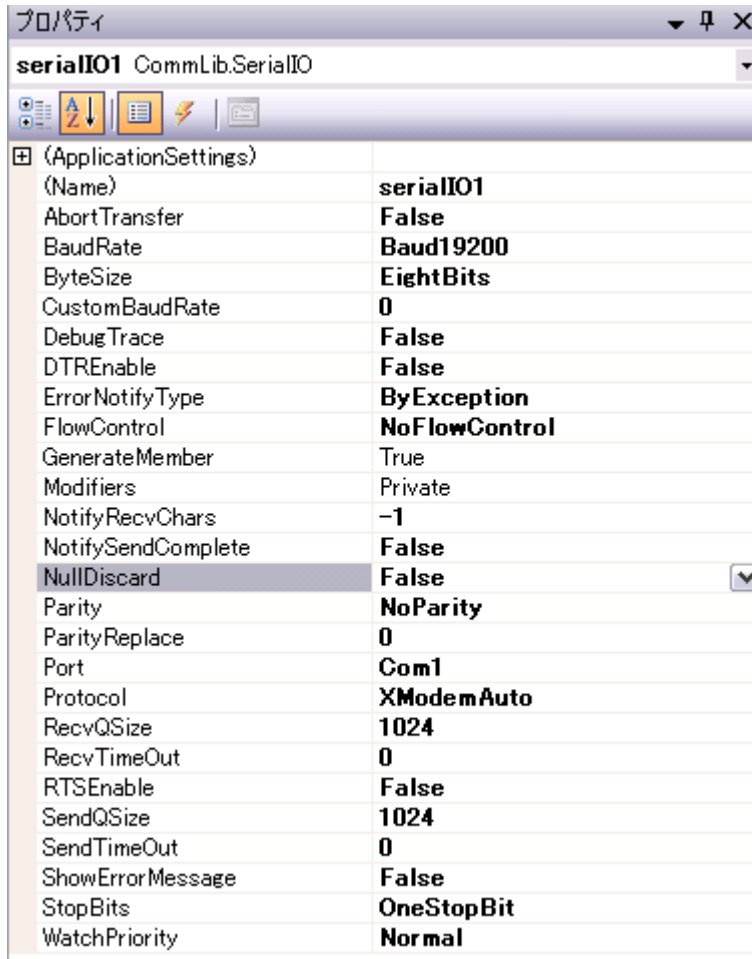 プロパティ
serialIO1 CommLib.SerialIO
(ApplicationSettings)
(Name) serialIO1
AbortTransfer False
BaudRate Baud19200
ByteSize EightBits
CustomBaudRate 0
DebugTrace False
DTREnable False
ErrorNotifyType ByException
FlowControl NoFlowControl
GenerateMember True
Modifiers Private
NotifyRecvChars -1
NotifySendComplete False
NullDiscard False
Parity NoParity
ParityReplace 0
Port Com1
Protocol XModemAuto
RecvQSize 1024
RecvTimeOut 0
RTSEnable False
SendQSize 1024
SendTimeOut 0
ShowErrorMessage False
StopBits OneStopBit
WatchPriority Normal